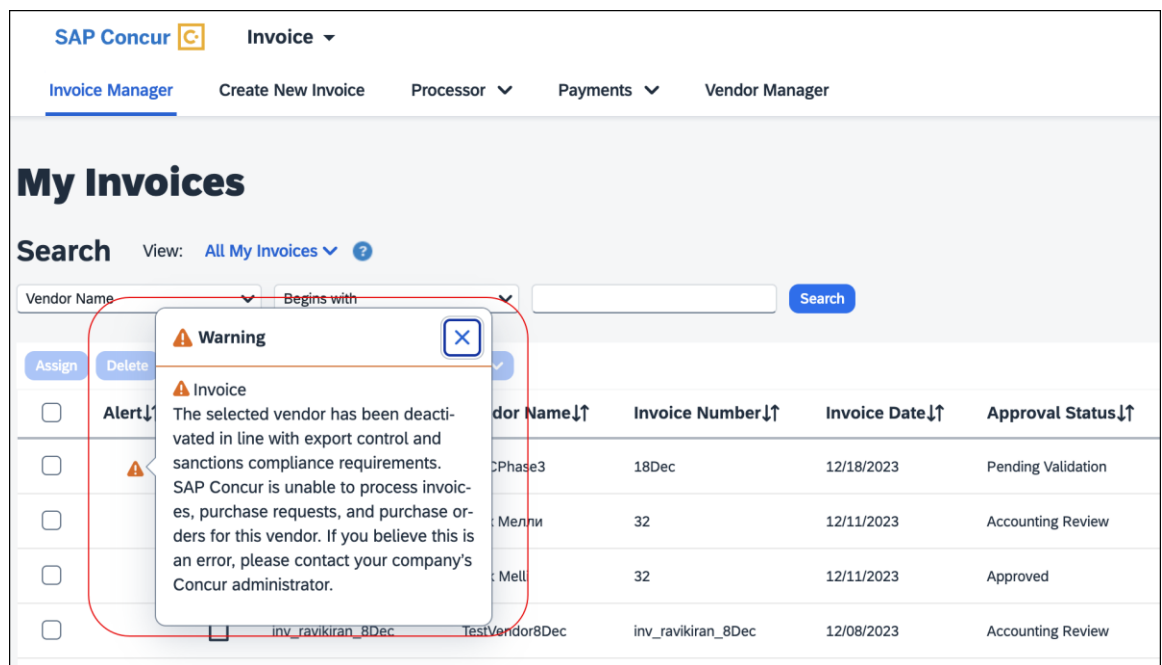 SAP Concur C Invoice
Invoice Manager Create New Invoice Processor Payments Vendor Manager
My Invoices
Search View: All My Invoices ?
Vendor Name Begins with Search
Warning
Assign Delete
Invoice
The selected vendor has been deacti-
vated in line with export control and
sanctions compliance requirements.
SAP Concur is unable to process invoic-
es, purchase requests, and purchase or-
ders for this vendor. If you believe this is
an error, please contact your company's
Concur administrator.
Alert dor Name Invoice Number Invoice Date Approval Status
CPhase3 18Dec 12/18/2023 Pending Validation
Мелли 32 12/11/2023 Accounting Review
Mell 32 12/11/2023 Approved
inv_ravikiran_8Dec TestVendor8Dec inv_ravikiran_8Dec 12/08/2023 Accounting Review